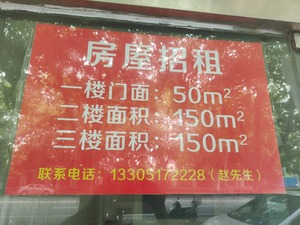 房屋招租
一楼门面：50m²
二楼面积：150m²
三楼面积：150m²
联系电话：13305172228（赵先生）